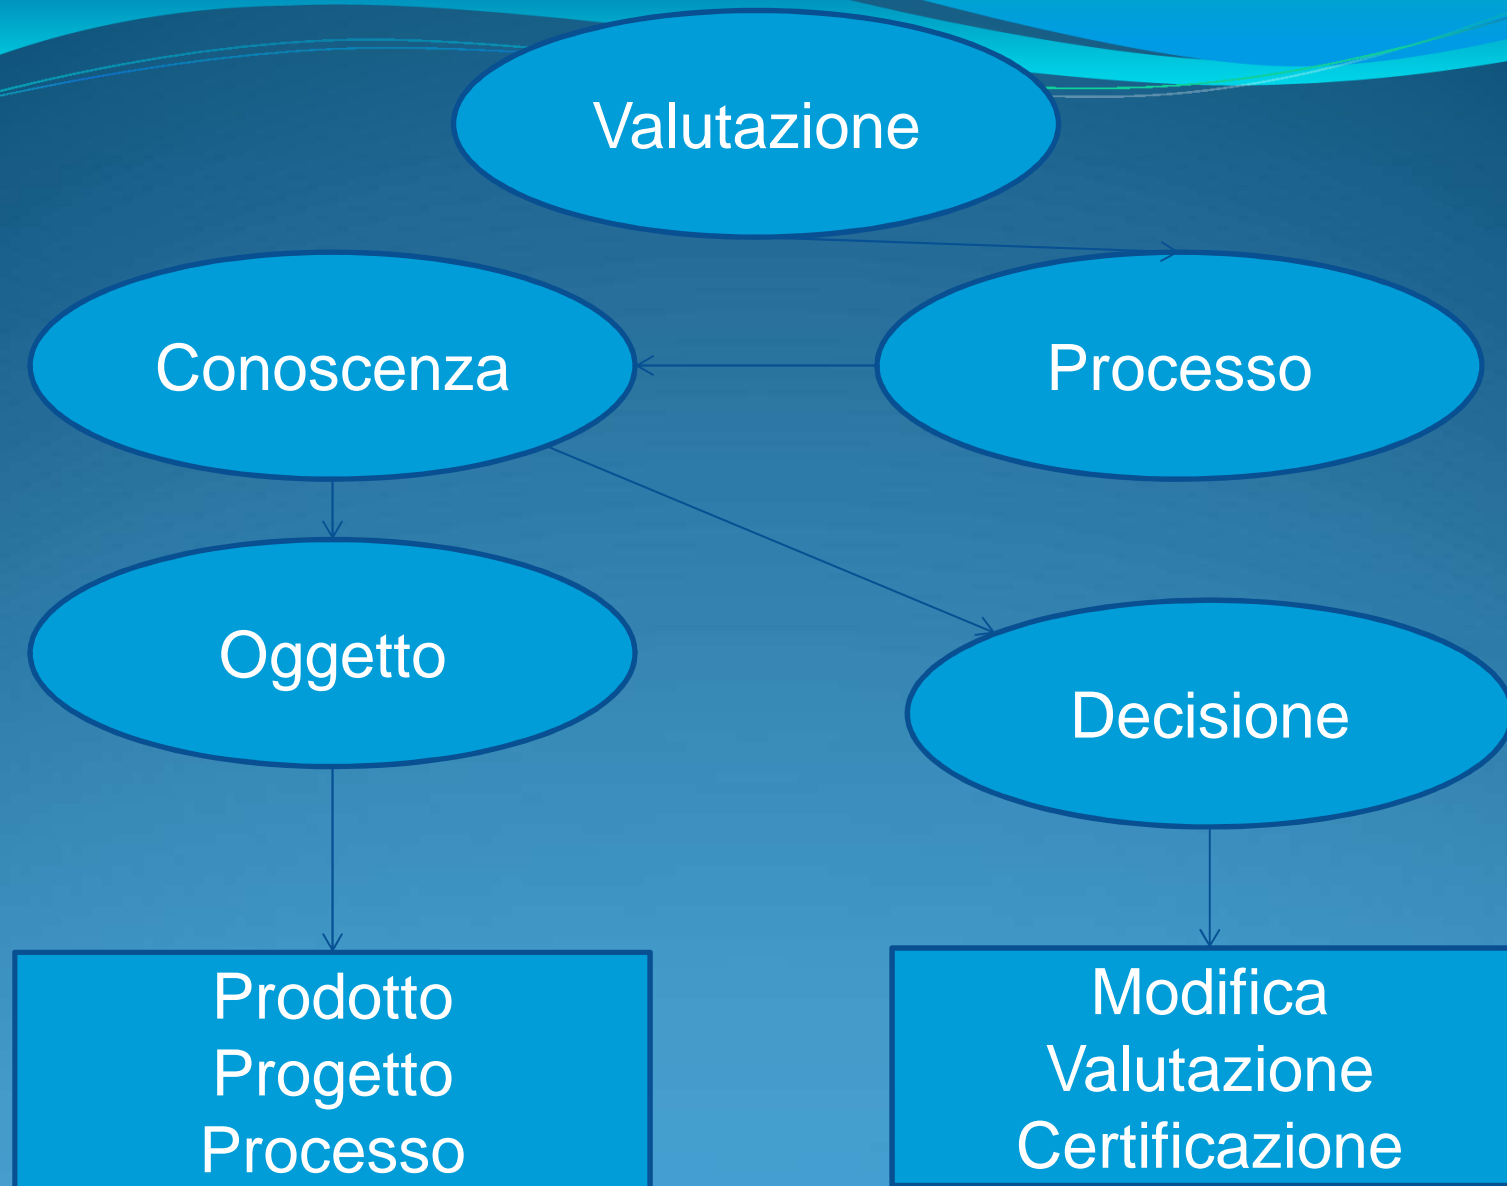 Valutazione
Conoscenza
Processo
Oggetto
Decisione
Prodotto
Progetto
Processo
Modifica
Valutazione
Certificazione